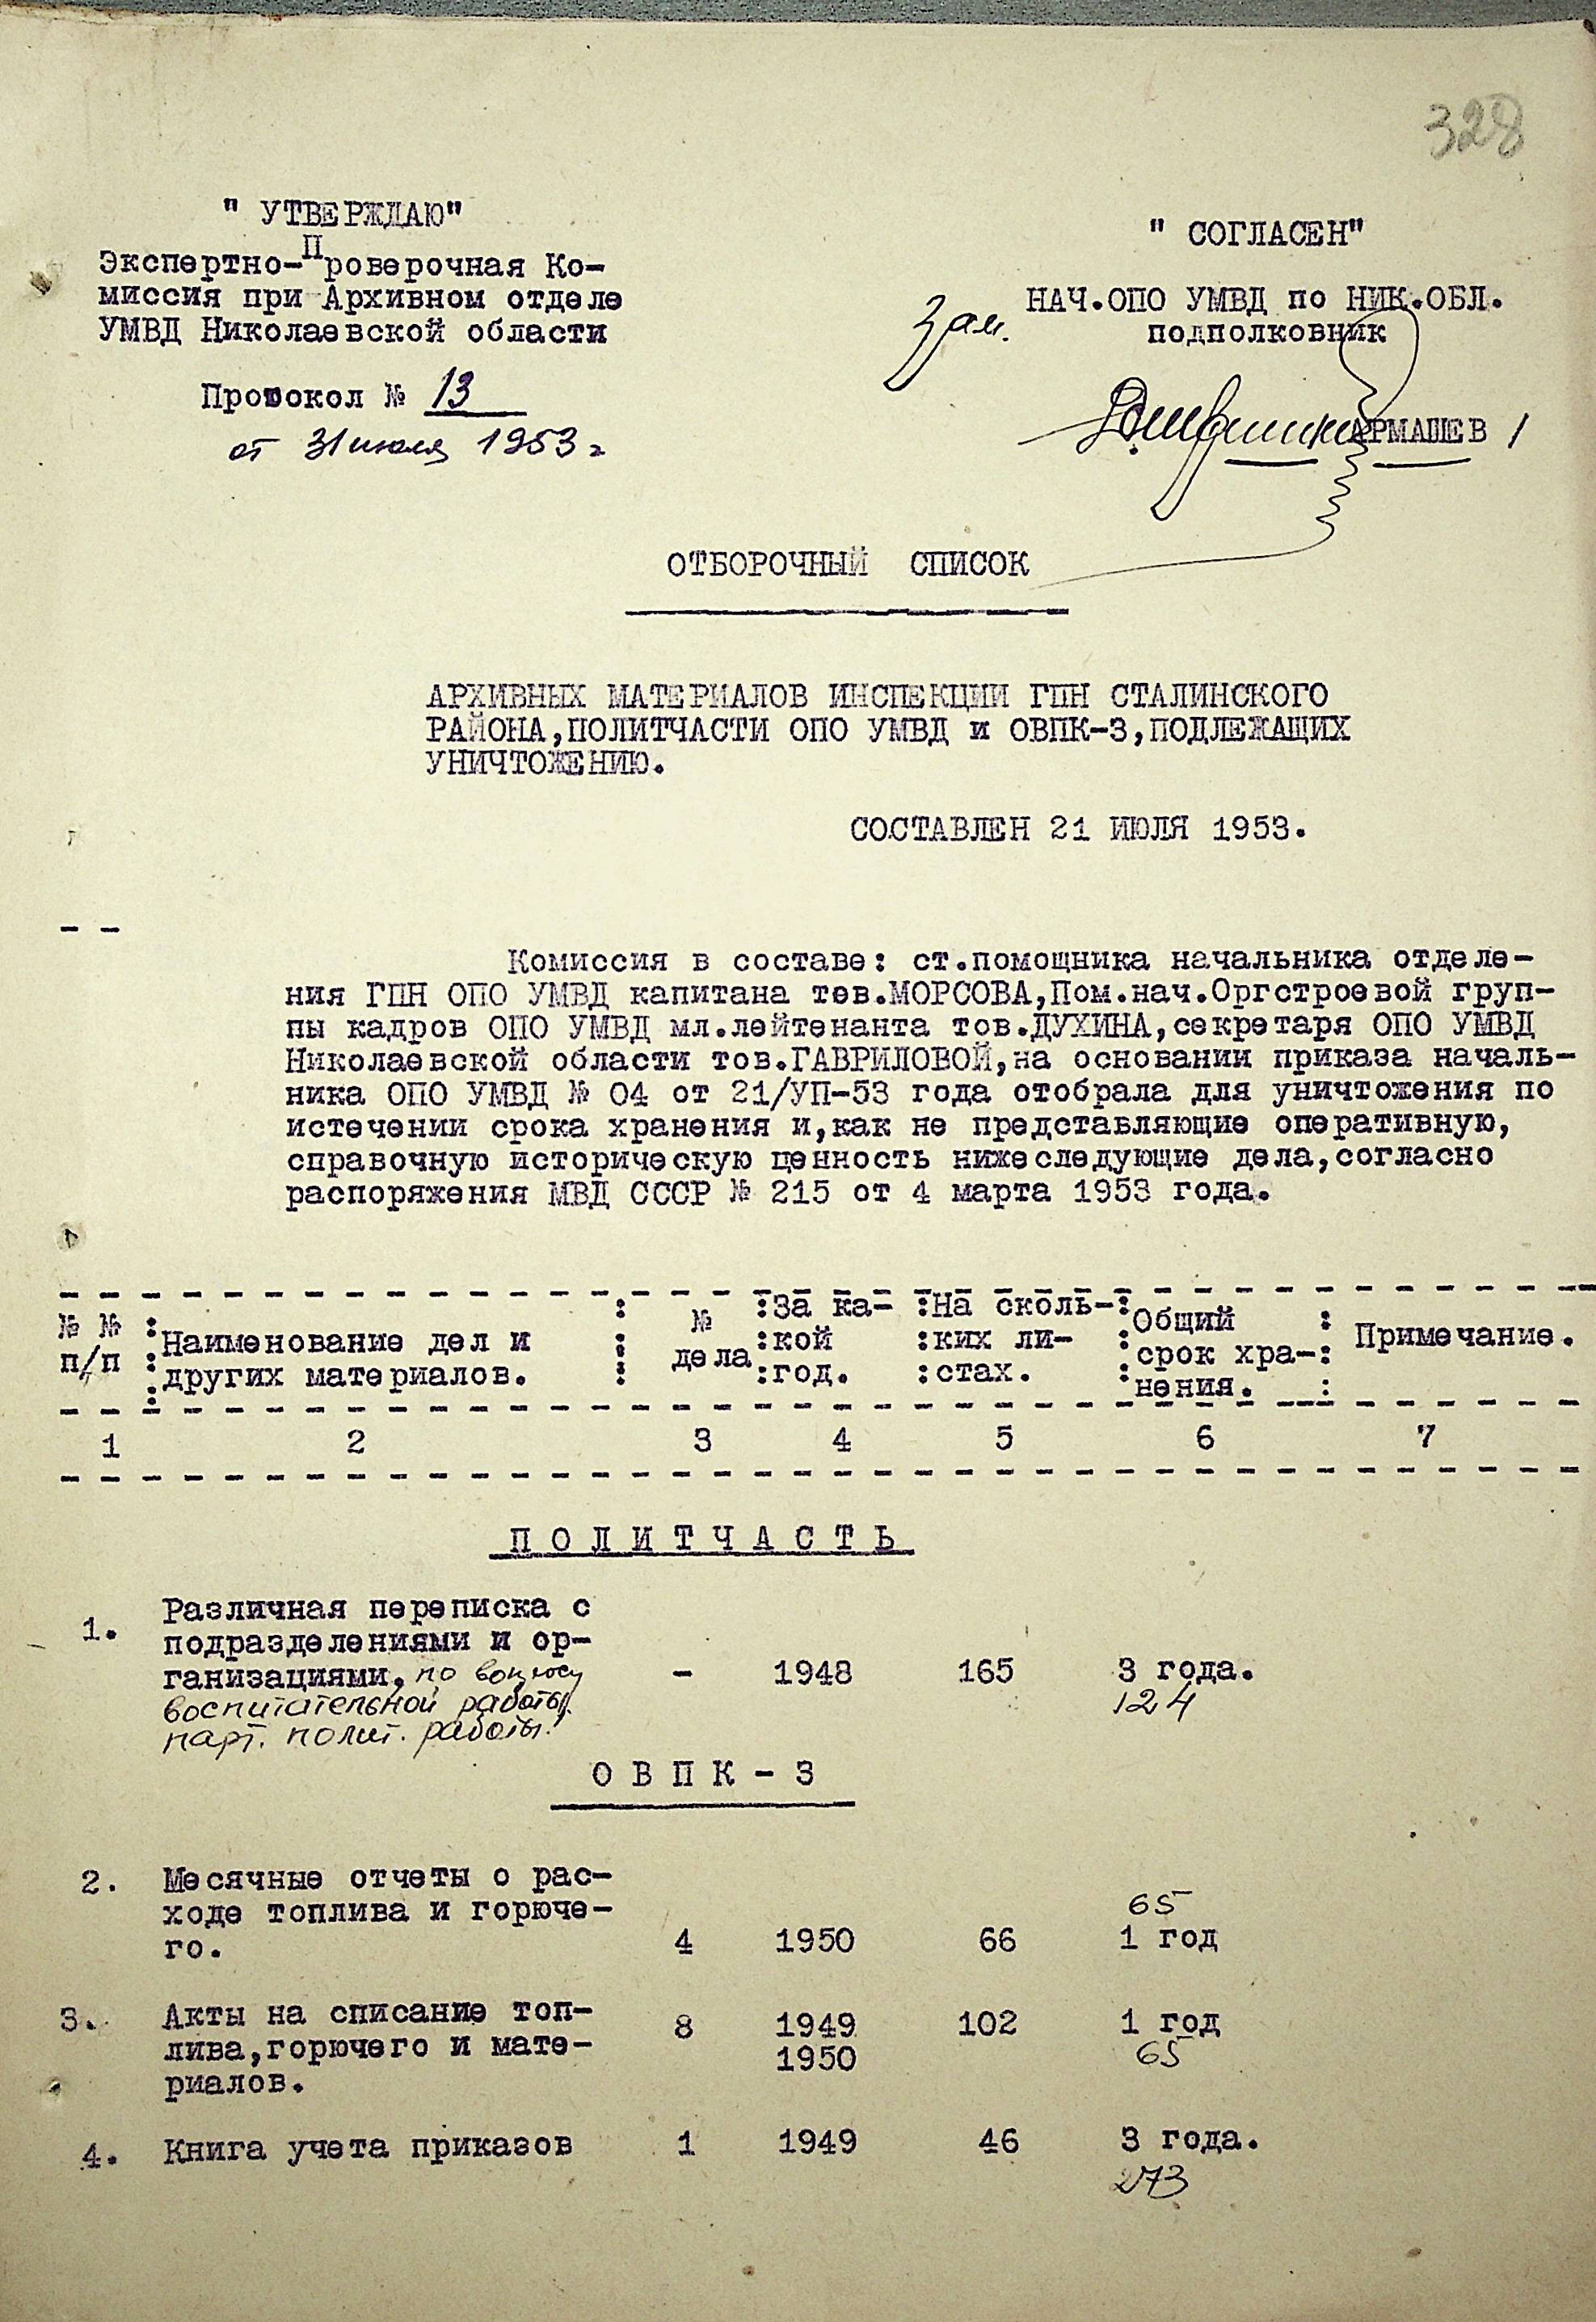 328
" УТВЕРЖДАЮ"
Экспертно-Проверочная Ко-
миссия при Архивном отделе
УМВД Николаевской области
Протокол № 13
от 31 июля 1953 г
" СОГЛАСЕН"
Зам. НАЧ.ОПО УМВД по НИК.ОБЛ.
подполковник
АРМАШЕВ /
ОТБОРОЧНЫЙ СПИСОК
АРХИВНЫХ МАТЕРИАЛОВ ИНСПЕКЦИИ ГПН СТАЛИНСКОГО
РАЙОНА,ПОЛИТЧАСТИ ОПО УМВД и ОВПК-3,ПОДЛЕЖАЩИХ
УНИЧТОЖЕНИЮ.
СОСТАВЛЕН 21 ИЮЛЯ 1953.
Комиссия в составе: ст.помощника начальника отделе-
ния ГПН ОПО УМВД капитана тов.МОРСОВА,Пом.нач.Оргстроевой груп-
пы кадров ОПО УМВД мл.лейтенанта тов.ДУХИНА,секретаря ОПО УМВД
Николаевской области тов.ГАВРИЛОВОЙ,на основании приказа началь-
ника ОПО УМВД № 04 от 21/УП-53 года отобрала для уничтожения по
истечении срока хранения и,как не представляющие оперативную,
справочную историческую ценность нижеследующие дела,согласно
распоряжения МВД СССР № 215 от 4 марта 1953 года.
№ № : : № :За ка- :На сколь-:Общий : Примечание.
п/п :Наименование дел и : дела :кой :ких ли- :срок хра-:
:других материалов. : :год. :стах. :нения. :
1 2 3 4 5 6 7
ПОЛИТЧАСТЬ
1. Различная переписка с
подразделениями и ор-
ганизациями, по вопросу - 1948 165 3 года.
воспитательной работы 124
парт. полит. работы.
ОВПК-3
2. Месячные отчеты о рас-
ходе топлива и горюче- 65
го. 4 1950 66 1 год
3. Акты на списание топ- 8 1949 102 1 год
лива,горючего и мате- 1950 65
риалов.
4. Книга учета приказов 1 1949 46 3 года.
273